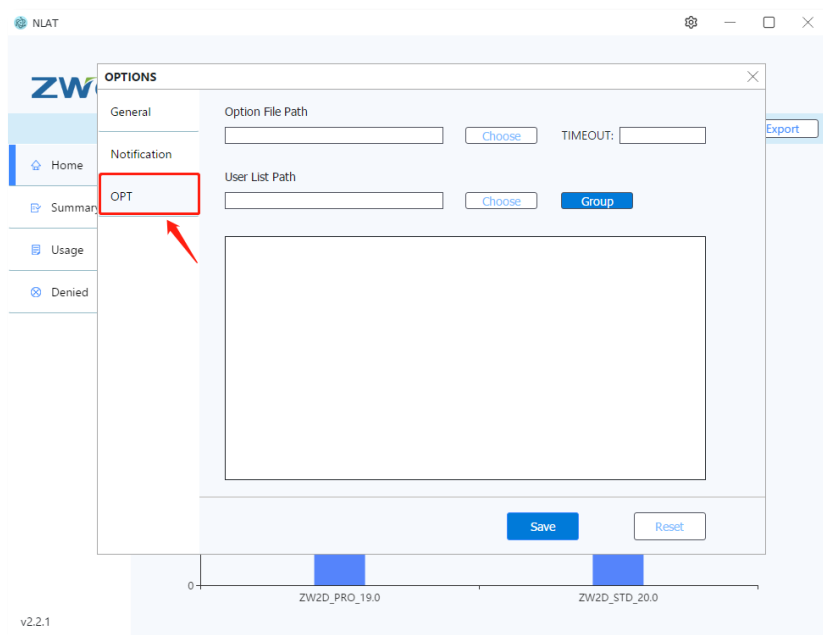 NLAT
OPTIONS
General
Option File Path
Choose
TIMEOUT:
Export
Notification
Home
User List Path
OPT
Choose
Group
Usage
Denied
Save
Reset
0
ZW2D_PRO_19.0
ZW2D_STD_20.0
v2.2.1